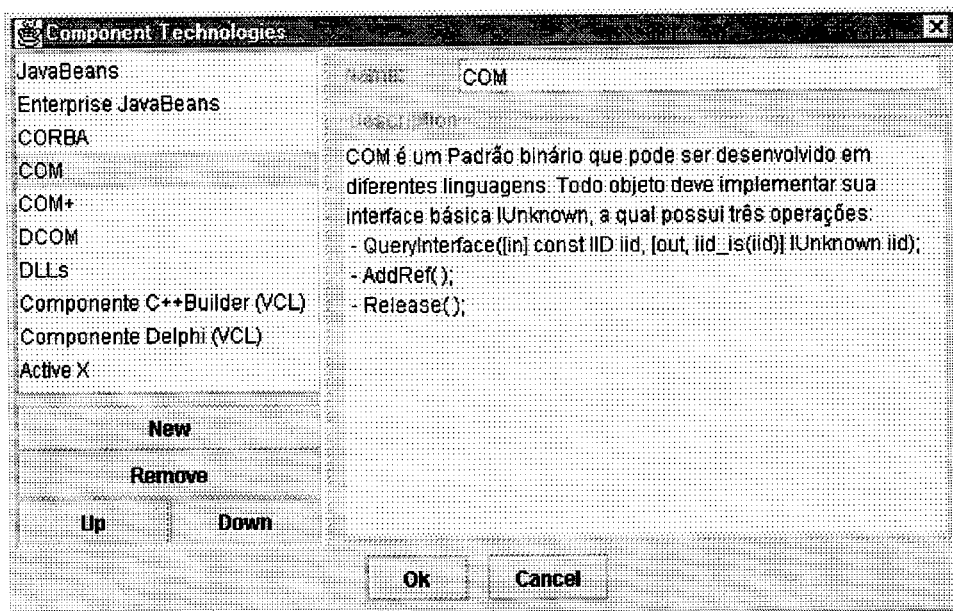 Component Technologies
JavaBeans
Enterprise JavaBeans
CORBA
COM
COM+
DCOM
DLLs
Componente C++Builder (VCL)
Componente Delphi (VCL)
Active X
New
Remove
Up Down
Name: COM
Description
COM é um Padrão binário que pode ser desenvolvido em
diferentes linguagens. Todo objeto deve implementar sua
interface básica IUnknown, a qual possui três operações:
- QueryInterface([in] const IID iid, [out, iid_is(iid)] IUnknown iid);
- AddRef();
- Release();
Ok Cancel